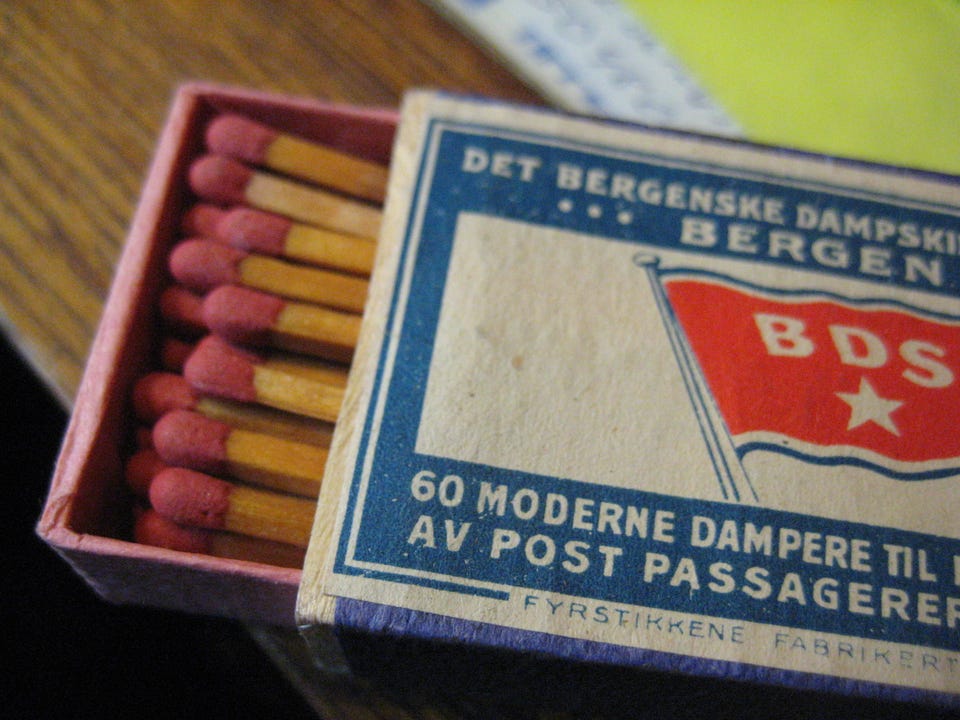 DET BERGENSKE DAMPSKI
BERGEN
BDS
60 MODERNE DAMPERE TIL
AV POST PASSAGERER
FYRSTIKKENE FABRIKERT